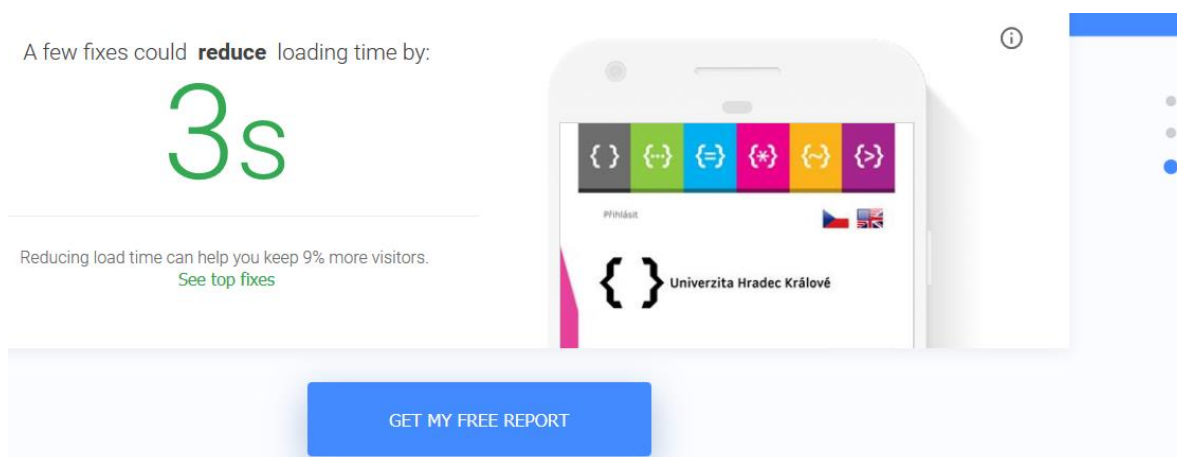 A few fixes could reduce loading time by:
3s
Reducing load time can help you keep 9% more visitors.
See top fixes
{ } {···} {=} {*} {~} {>}
Přihlásit
{ } Univerzita Hradec Králové
GET MY FREE REPORT